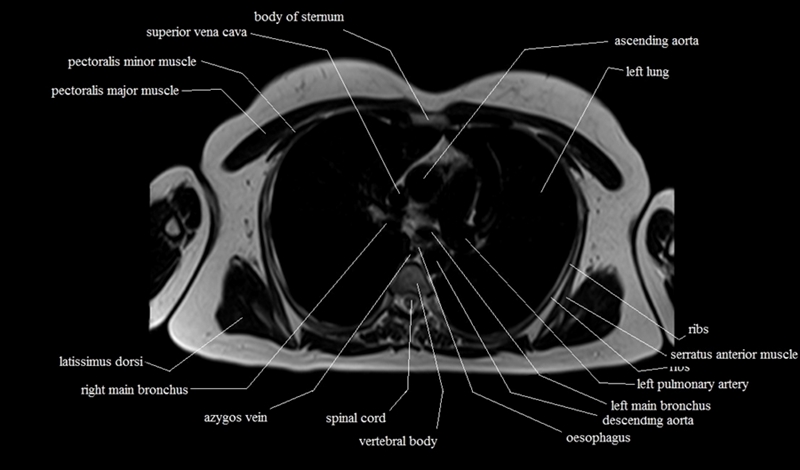 body of sternum
superior vena cava
ascending aorta
pectoralis minor muscle
left lung
pectoralis major muscle
ribs
latissimus dorsi
serratus anterior muscle
ribs
right main bronchus
left pulmonary artery
left main bronchus
azygos vein
spinal cord
descending aorta
vertebral body
oesophagus